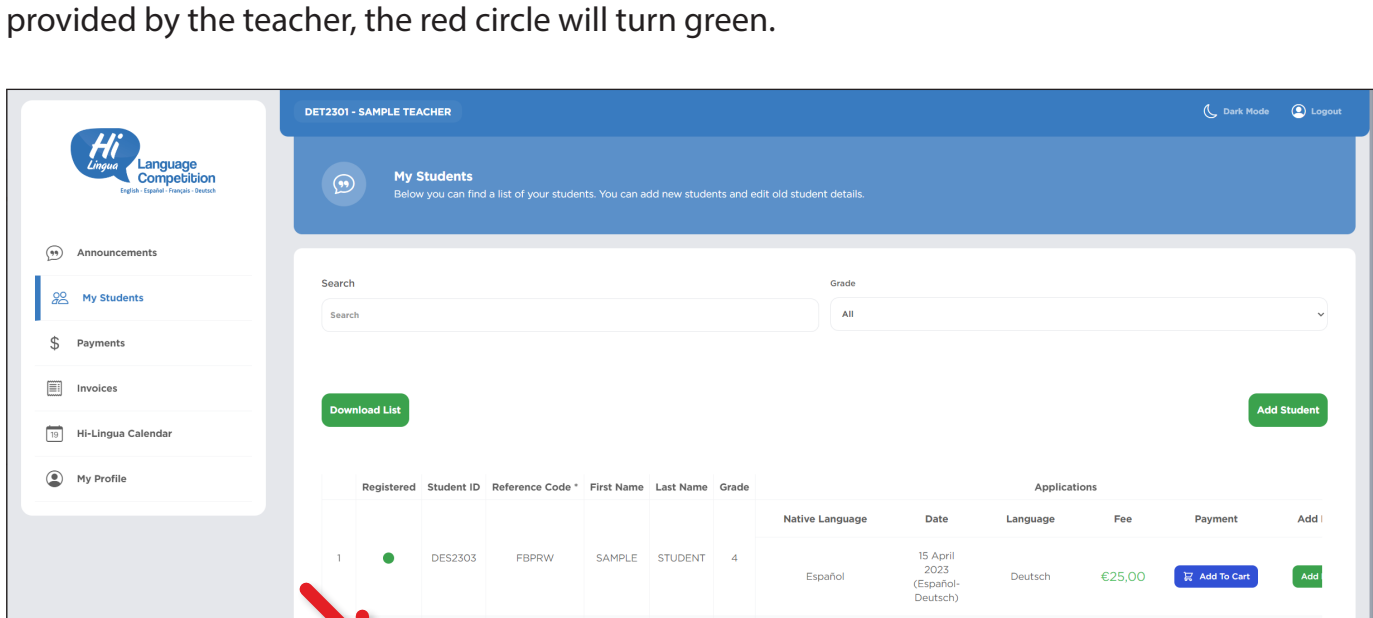 provided by the teacher, the red circle will turn green.
DET2301 - SAMPLE TEACHER
Dark Mode
Logout
Hi
Lingua
Language
Competition
English - Español - Français - Deutsch
My Students
Below you can find a list of your students. You can add new students and edit old student details.
Announcements
My Students
$ Payments
Invoices
19 Hi-Lingua Calendar
My Profile
Search
Grade
Search
All
Download List
Add Student
Registered Student ID Reference Code * First Name Last Name Grade Applications
Native Language Date Language Fee Payment Add
1 DES2303 FBPRW SAMPLE STUDENT 4
Español
15 April
2023
(Español-
Deutsch)
Deutsch €25,00 Add To Cart Add